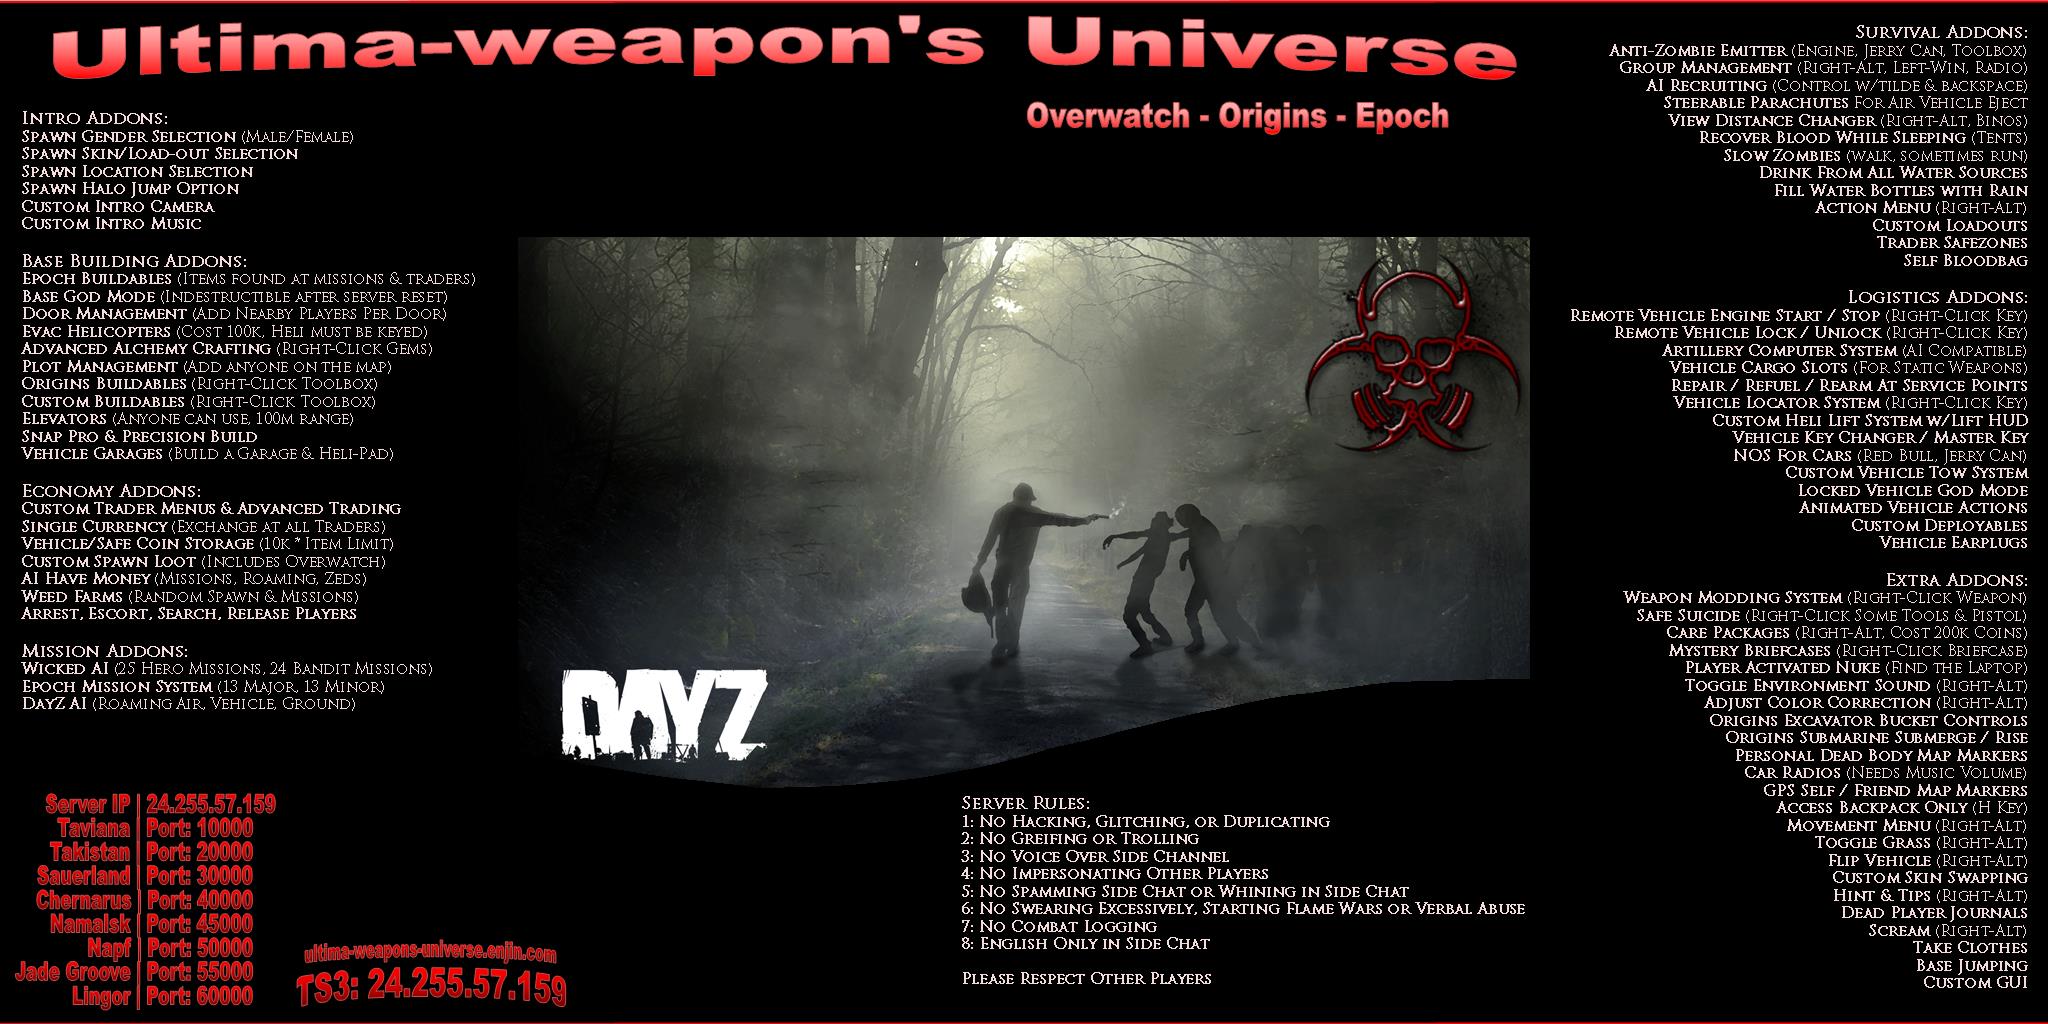 Ultima-weapon's Universe
Overwatch - Origins - Epoch
Intro Addons:
Spawn Gender Selection (Male/Female)
Spawn Skin/Load-out Selection
Spawn Location Selection
Spawn Halo Jump Option
Custom Intro Camera
Custom Intro Music
Base Building Addons:
Epoch Buildables (Items found at missions & traders)
Base God Mode (Indestructible after server reset)
Door Management (Add Nearby Players Per Door)
Evac Helicopters (Cost 100k, Heli must be keyed)
Advanced Alchemy Crafting (Right-Click Gems)
Plot Management (Add anyone on the map)
Origins Buildables (Right-Click Toolbox)
Custom Buildables (Right-Click Toolbox)
Elevators (Anyone can use, 100m range)
Snap Pro & Precision Build
Vehicle Garages (Build a Garage & Heli-Pad)
Economy Addons:
Custom Trader Menus & Advanced Trading
Single Currency (Exchange at all Traders)
Vehicle/Safe Coin Storage (10k * Item Limit)
Custom Spawn Loot (Includes Overwatch)
AI Have Money (Missions, Roaming, Zeds)
Weed Farms (Random Spawn & Missions)
Arrest, Escort, Search, Release Players
Mission Addons:
Wicked AI (25 Hero Missions, 24 Bandit Missions)
Epoch Mission System (13 Major, 13 Minor)
DayZ AI (Roaming Air, Vehicle, Ground)
Server IP | 24.255.57.159
Taviana | Port: 10000
Takistan | Port: 20000
Sauerland | Port: 30000
Chernarus | Port: 40000
Namalsk | Port: 45000
Napf | Port: 50000
Jade Groove | Port: 55000
Lingor | Port: 60000
ultima-weapons-universe.enjin.com
TS3: 24.255.57.159
DAYZ
Server Rules:
1: No Hacking, Glitching, or Duplicating
2: No Greifing or Trolling
3: No Voice Over Side Channel
4: No Impersonating Other Players
5: No Spamming Side Chat or Whining in Side Chat
6: No Swearing Excessively, Starting Flame Wars or Verbal Abuse
7: No Combat Logging
8: English Only in Side Chat
Please Respect Other Players
Survival Addons:
Anti-Zombie Emitter (Engine, Jerry Can, Toolbox)
Group Management (Right-Alt, Left-Win, Radio)
AI Recruiting (Control w/tilde & backspace)
Steerable Parachutes For Air Vehicle Eject
View Distance Changer (Right-Alt, Binos)
Recover Blood While Sleeping (Tents)
Slow Zombies (walk, sometimes run)
Drink From All Water Sources
Fill Water Bottles with Rain
Action Menu (Right-Alt)
Custom Loadouts
Trader Safezones
Self Bloodbag
Logistics Addons:
Remote Vehicle Engine Start / Stop (Right-Click Key)
Remote Vehicle Lock / Unlock (Right-Click Key)
Artillery Computer System (AI Compatible)
Vehicle Cargo Slots (For Static Weapons)
Repair / Refuel / Rearm At Service Points
Vehicle Locator System (Right-Click Key)
Custom Heli Lift System w/Lift HUD
Vehicle Key Changer / Master Key
NOS For Cars (Red Bull, Jerry Can)
Custom Vehicle Tow System
Locked Vehicle God Mode
Animated Vehicle Actions
Custom Deployables
Vehicle Earplugs
Extra Addons:
Weapon Modding System (Right-Click Weapon)
Safe Suicide (Right-Click Some Tools & Pistol)
Care Packages (Right-Alt, Cost 200k Coins)
Mystery Briefcases (Right-Click Briefcase)
Player Activated Nuke (Find the Laptop)
Toggle Environment Sound (Right-Alt)
Adjust Color Correction (Right-Alt)
Origins Excavator Bucket Controls
Origins Submarine Submerge / Rise
Personal Dead Body Map Markers
Car Radios (Needs Music Volume)
GPS Self / Friend Map Markers
Access Backpack Only (H Key)
Movement Menu (Right-Alt)
Toggle Grass (Right-Alt)
Flip Vehicle (Right-Alt)
Custom Skin Swapping
Hint & Tips (Right-Alt)
Dead Player Journals
Scream (Right-Alt)
Take Clothes
Base Jumping
Custom GUI